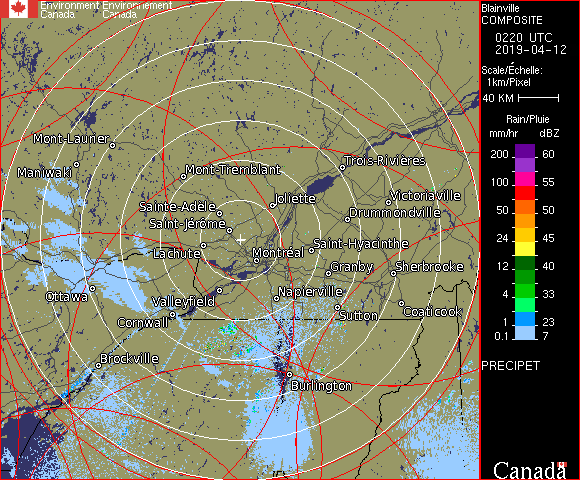 Environment Environnement
Canada Canada
Blainville
COMPOSITE
0220 UTC
2019-04-12
Scale/Échelle:
1km/Pixel
40 KM
Rain/Pluie
mm/hr dBZ
200 60
100 55
50 50
24 45
12 40
4 33
1 23
0.1 7
PRECIPET
Mont-Laurier
Maniwaki
Mont-Tremblant
Trois-Rivières
Sainte-Adèle
Joliette
Victoriaville
Saint-Jérôme
Drummondville
Lachute
Montréal
Saint-Hyacinthe
Granby
Sherbrooke
Ottawa
Valleyfield
Napierville
Cornwall
Sutton
Coaticook
Brockville
Burlington
Canada